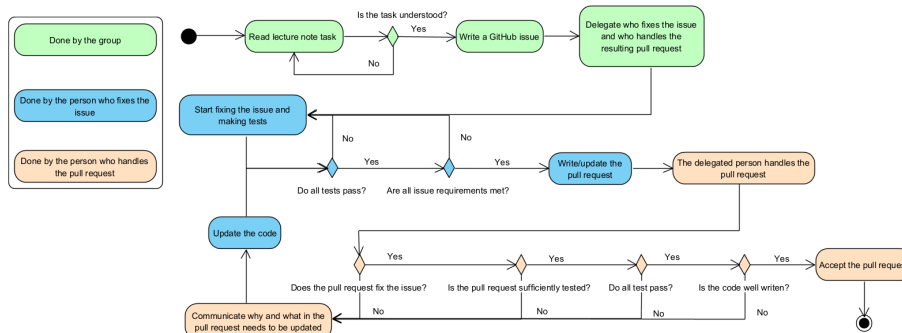 Done by the group
Done by the person who fixes the
issue
Done by the person who handles
the pull request
Is the task understood?
Read lecture note task
Yes
No
Write a GitHub issue
Delegate who fixes the issue
and who handles the
resulting pull request
Start fixing the issue and
making tests
No
No
Yes
Yes
Do all tests pass?
Are all issue requirements met?
Write/update the
pull request
The delegated person handles the
pull request
Update the code
Yes
Yes
Yes
Yes
Does the pull request fix the issue?
Is the pull request sufficiently tested?
Do all test pass?
Is the code well writen?
Accept the pull request
No
No
No
No
Communicate why and what in the
pull request needs to be updated